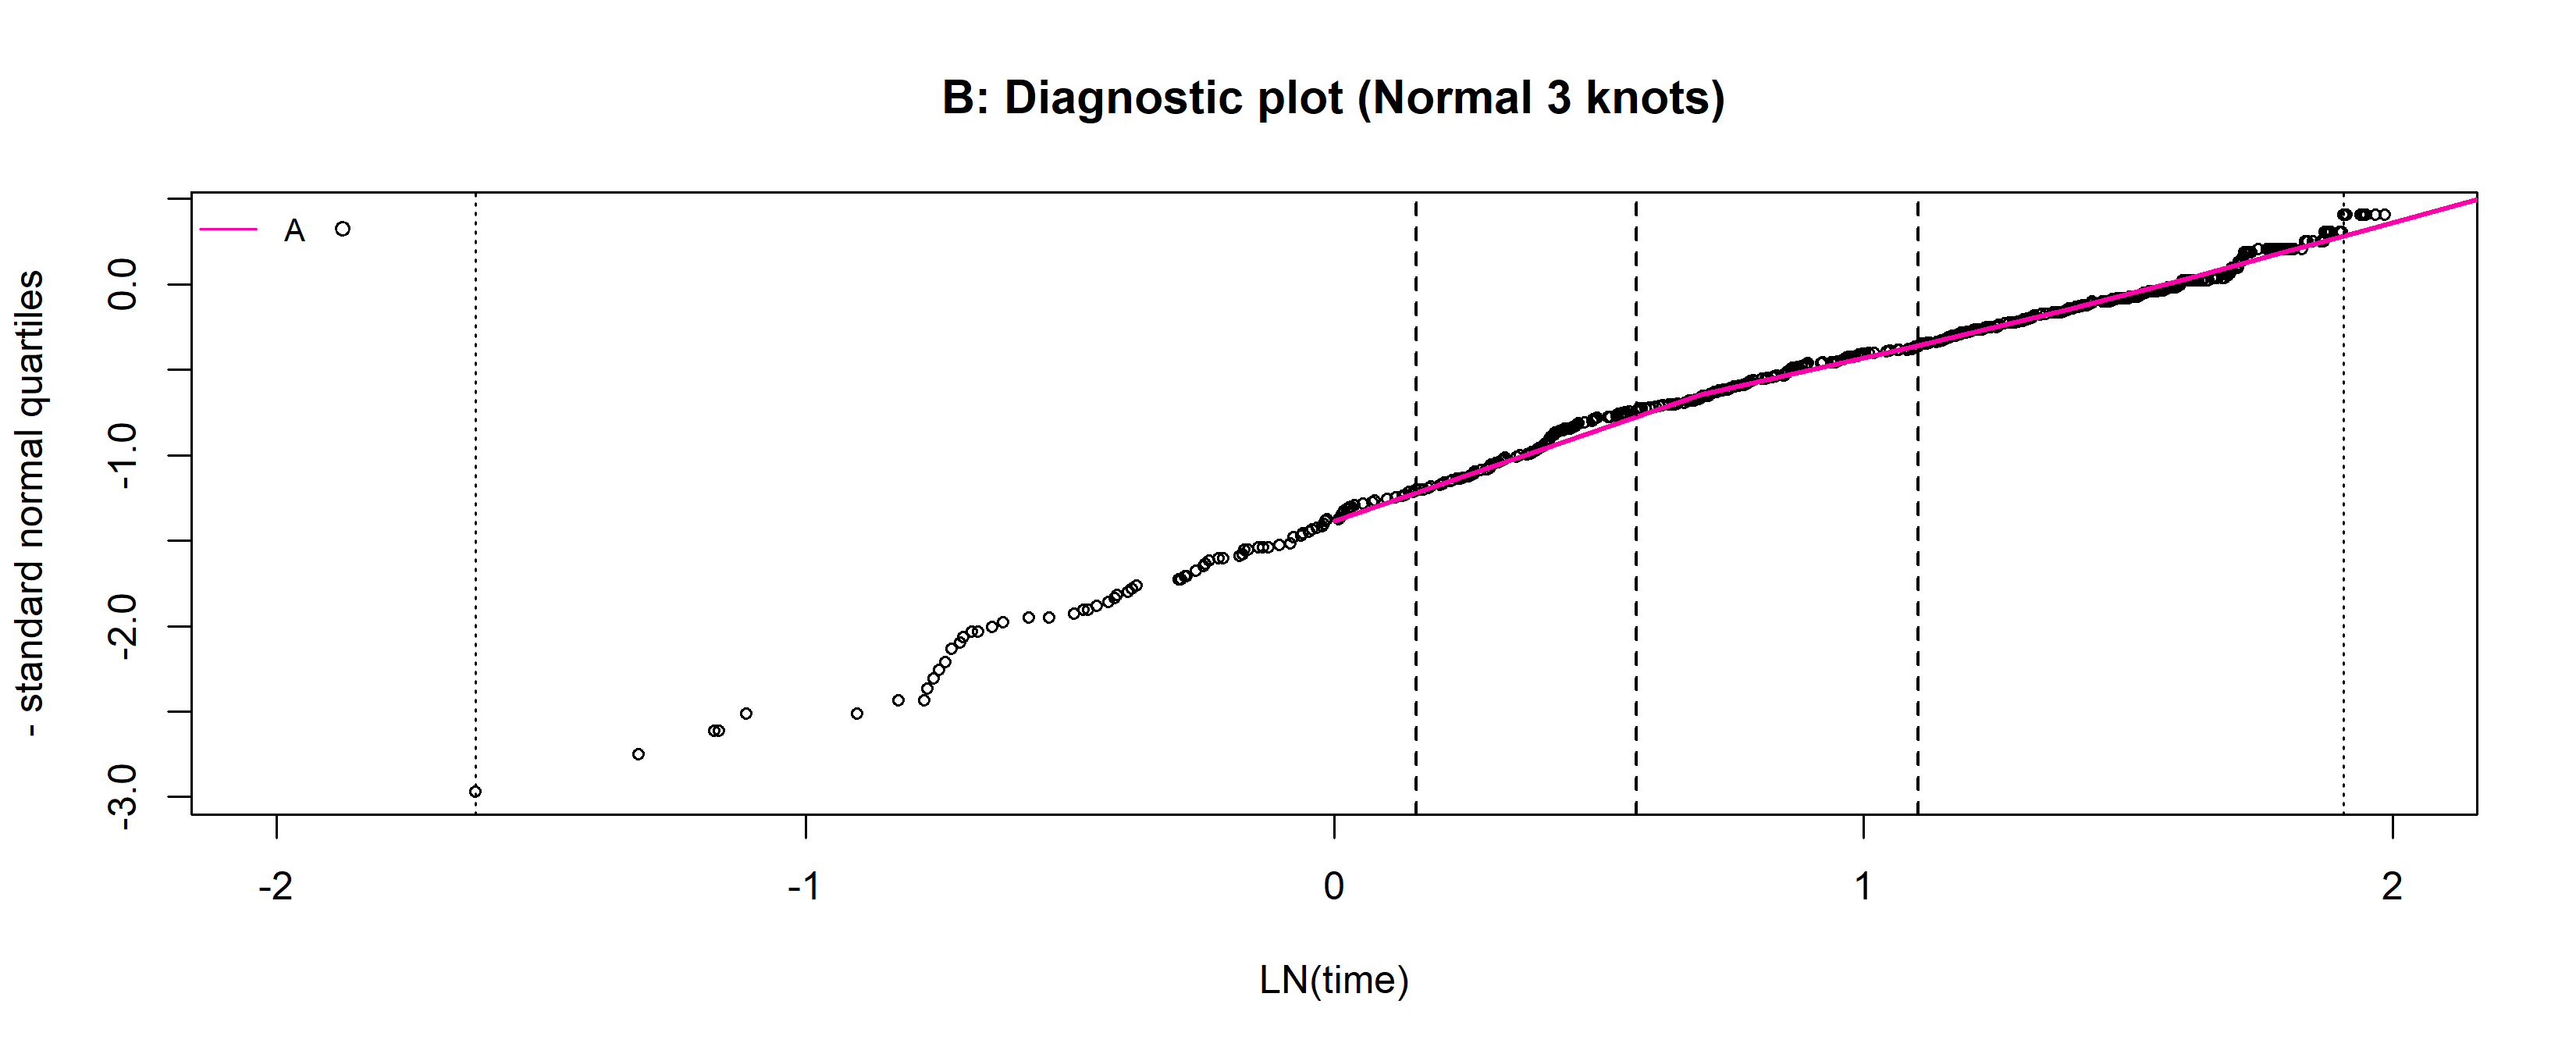 B: Diagnostic plot (Normal 3 knots)
A
- standard normal quartiles
0.0
-1.0
-2.0
-3.0
-2 -1 0 1 2
LN(time)